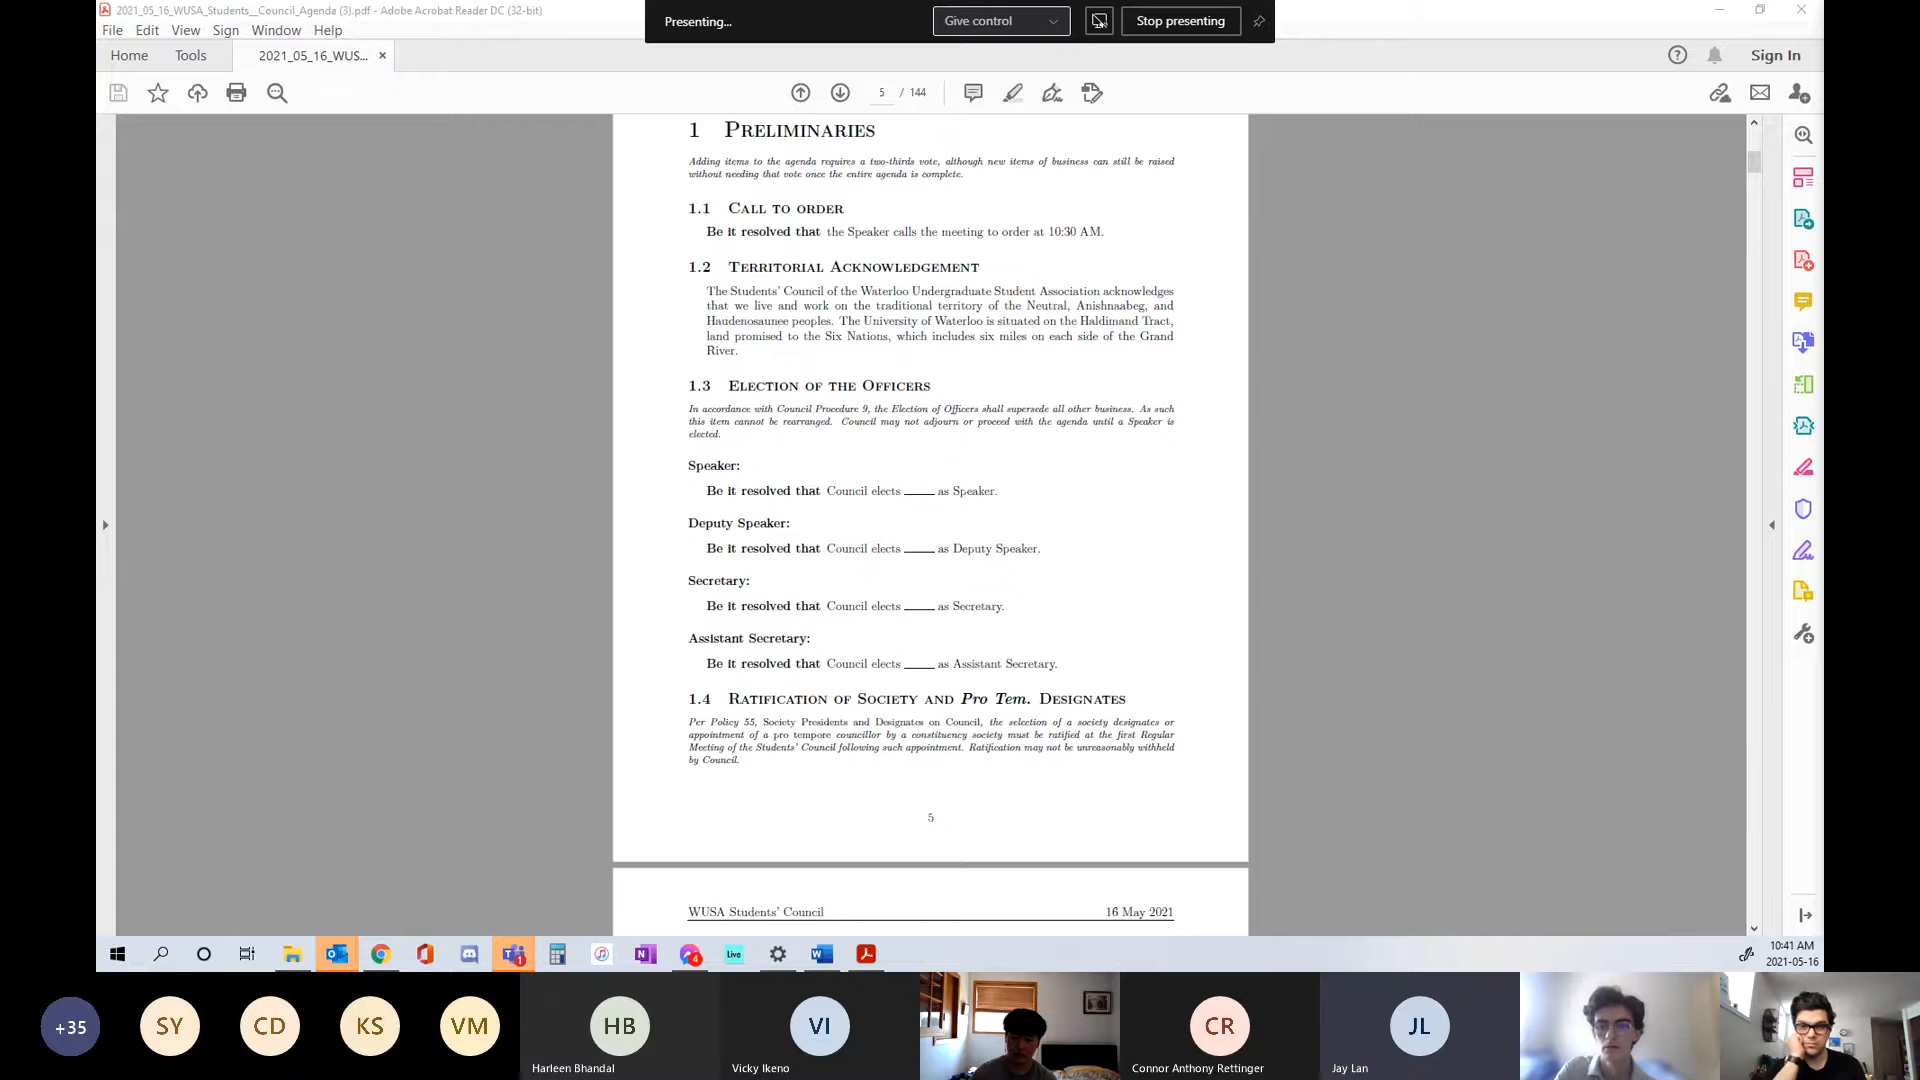 2021_05_16_WUSA_Students__Council_Agenda (3).pdf - Adobe Acrobat Reader DC (32-bit)
Presenting...
Give control
Stop presenting
File Edit View Sign Window Help
Home Tools 2021_05_16_WUS... ×
Sign In
5 / 144
1 Preliminaries
Adding items to the agenda requires a two-thirds vote, although new items of business can still be raised
without needing that vote once the entire agenda is complete.
1.1 Call to order
Be it resolved that the Speaker calls the meeting to order at 10:30 AM.
1.2 Territorial Acknowledgement
The Students' Council of the Waterloo Undergraduate Student Association acknowledges
that we live and work on the traditional territory of the Neutral, Anishnaabeg, and
Haudenosaunee peoples. The University of Waterloo is situated on the Haldimand Tract,
land promised to the Six Nations, which includes six miles on each side of the Grand
River.
1.3 Election of the Officers
In accordance with Council Procedure 9, the Election of Officers shall supersede all other business. As such
this item cannot be rearranged. Council may not adjourn or proceed with the agenda until a Speaker is
elected.
Speaker:
Be it resolved that Council elects ____ as Speaker.
Deputy Speaker:
Be it resolved that Council elects ____ as Deputy Speaker.
Secretary:
Be it resolved that Council elects ____ as Secretary.
Assistant Secretary:
Be it resolved that Council elects ____ as Assistant Secretary.
1.4 Ratification of Society and Pro Tem. Designates
Per Policy 55, Society Presidents and Designates on Council, the selection of a society designates or
appointment of a pro tempore councillor by a constituency society must be ratified at the first Regular
Meeting of the Students' Council following such appointment. Ratification may not be unreasonably withheld
by Council.
5
WUSA Students' Council 16 May 2021
Live
10:41 AM
2021-05-16
+35 SY CD KS VM HB VI CR JL
Harleen Bhandal Vicky Ikeno Connor Anthony Rettinger Jay Lan